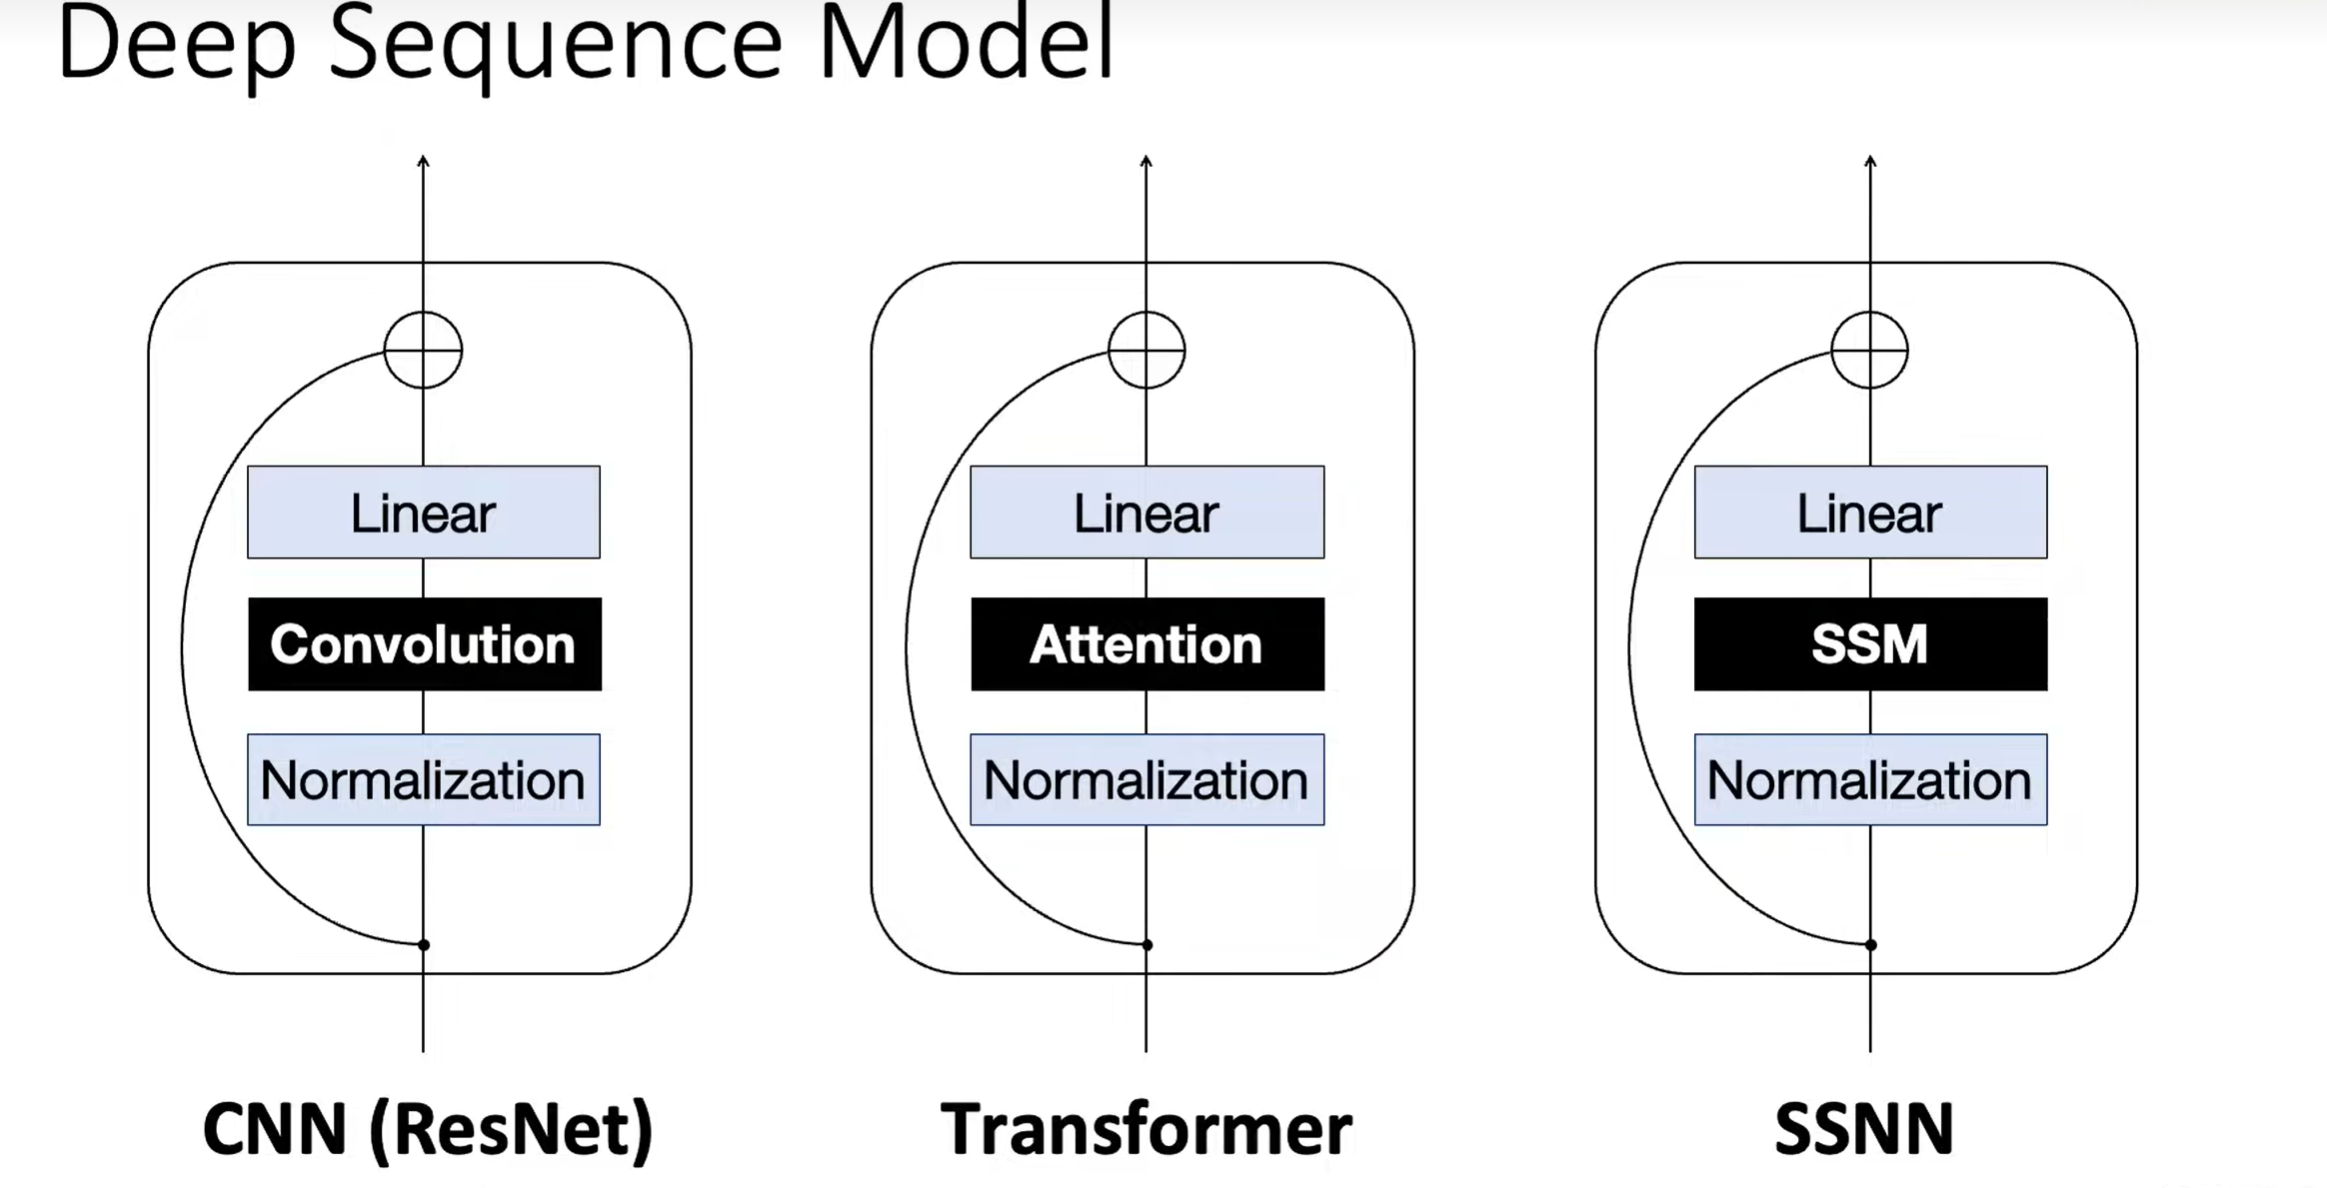 Deep Sequence Model
Linear
Convolution
Normalization
CNN (ResNet)
Linear
Attention
Normalization
Transformer
Linear
SSM
Normalization
SSNN